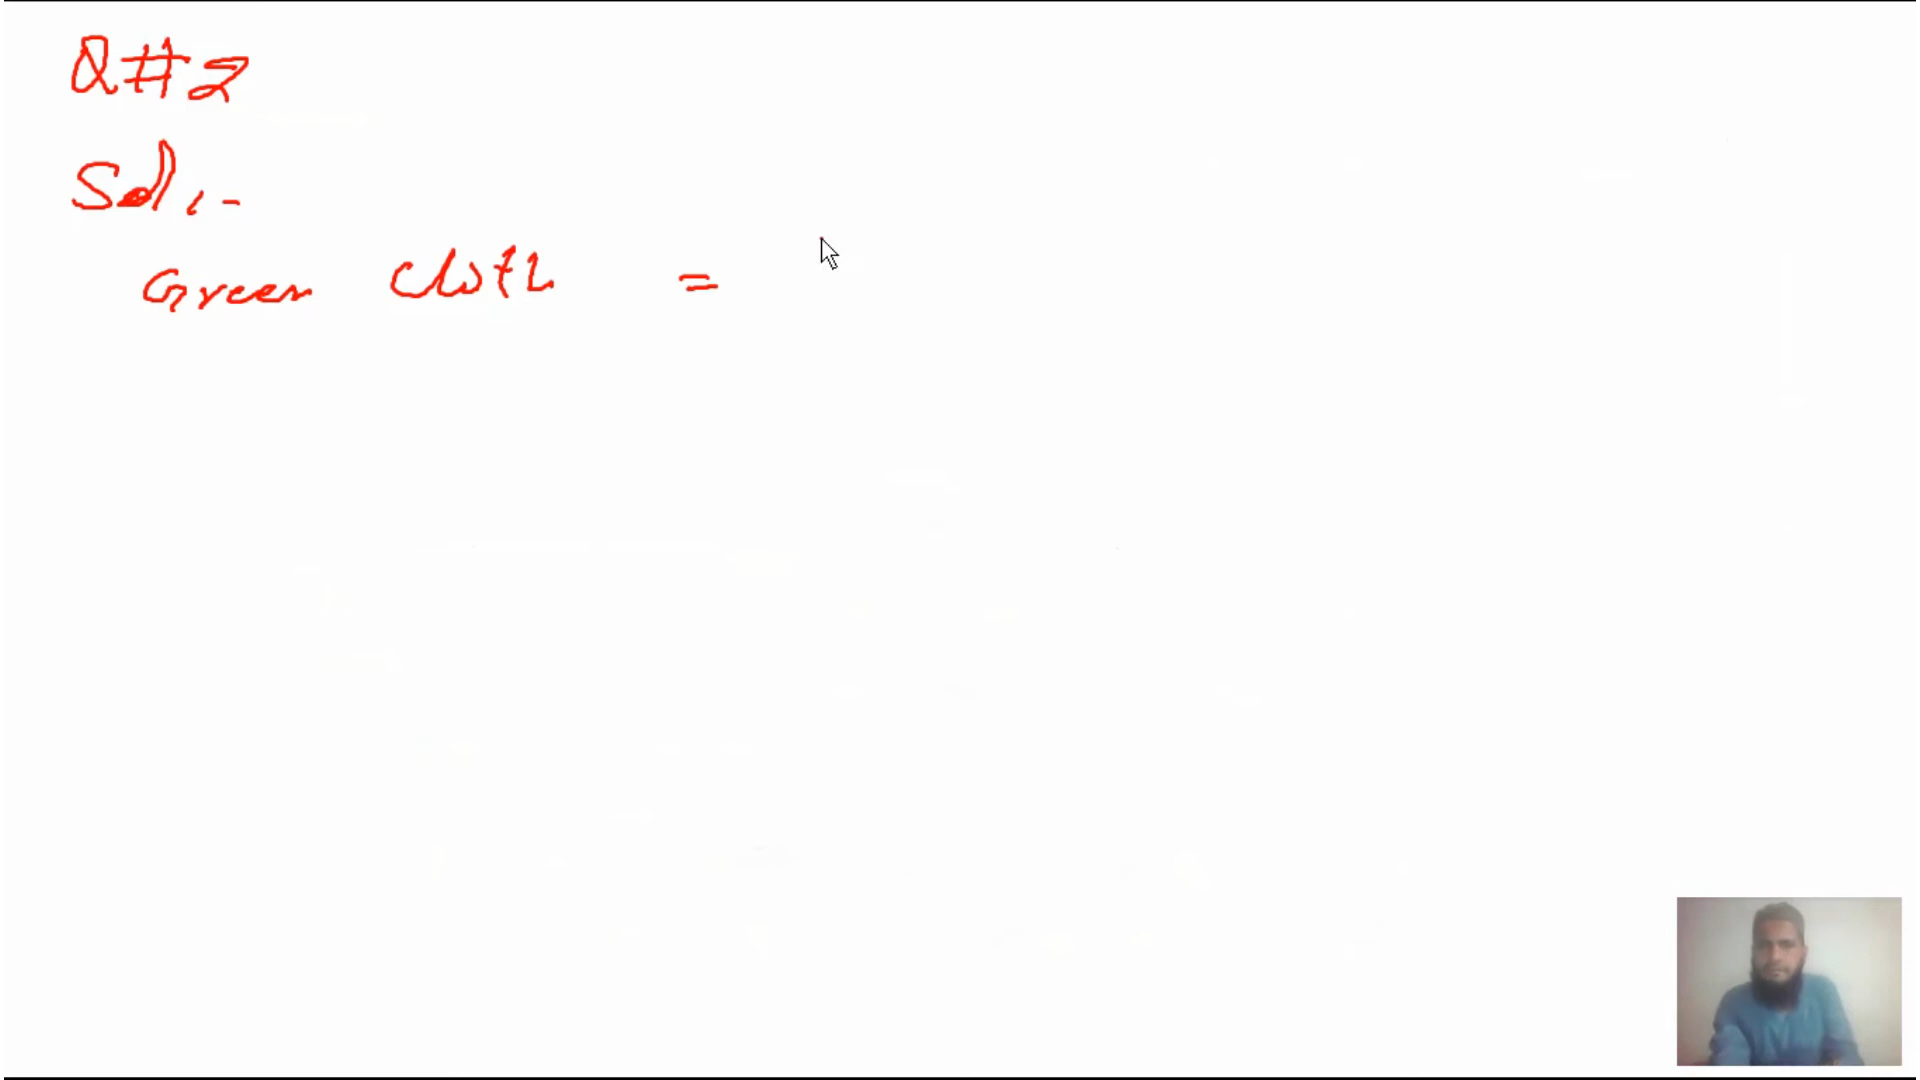 Q#2
Sol:-
Green Cloth =